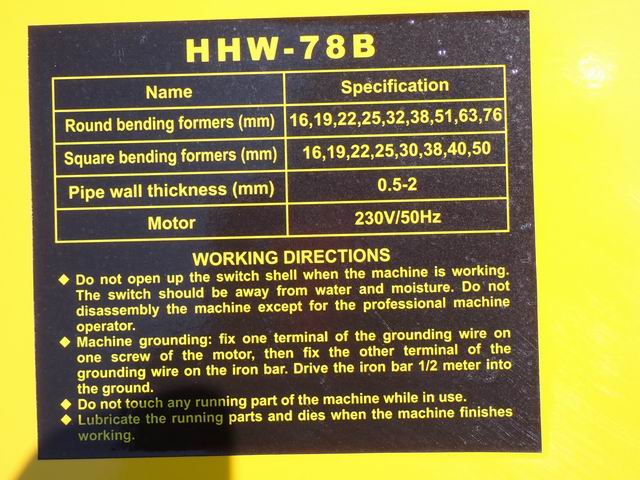 HHW-78B
Name Specification
Round bending formers (mm) 16,19,22,25,32,38,51,63,76
Square bending formers (mm) 16,19,22,25,30,38,40,50
Pipe wall thickness (mm) 0.5-2
Motor 230V/50Hz
WORKING DIRECTIONS
◆ Do not open up the switch shell when the machine is working.
The switch should be away from water and moisture. Do not
disassembly the machine except for the professional machine
operator.
◆ Machine grounding: fix one terminal of the grounding wire on
one screw of the motor, then fix the other terminal of the
grounding wire on the iron bar. Drive the iron bar 1/2 meter into
the ground.
◆ Do not touch any running part of the machine while in use.
◆ Lubricate the running parts and dies when the machine finishes
working.